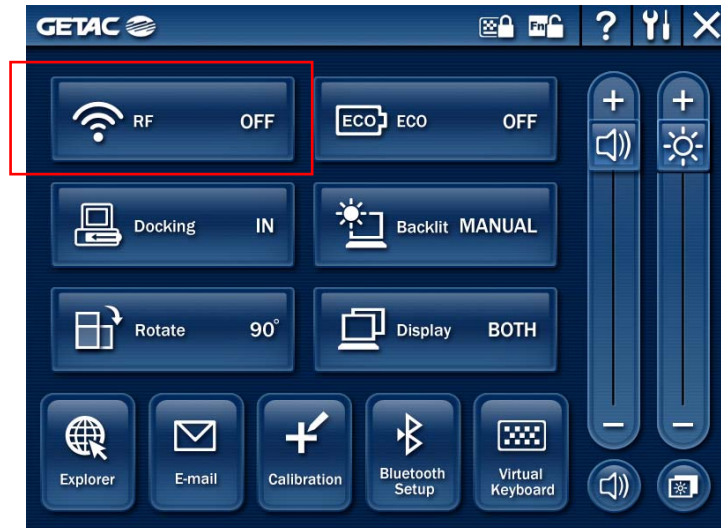 GETAC Fn ?
RF OFF
ECO ECO OFF
Docking IN
Backlit MANUAL
Rotate 90°
Display BOTH
Explorer
E-mail
Calibration
Bluetooth
Setup
Virtual
Keyboard